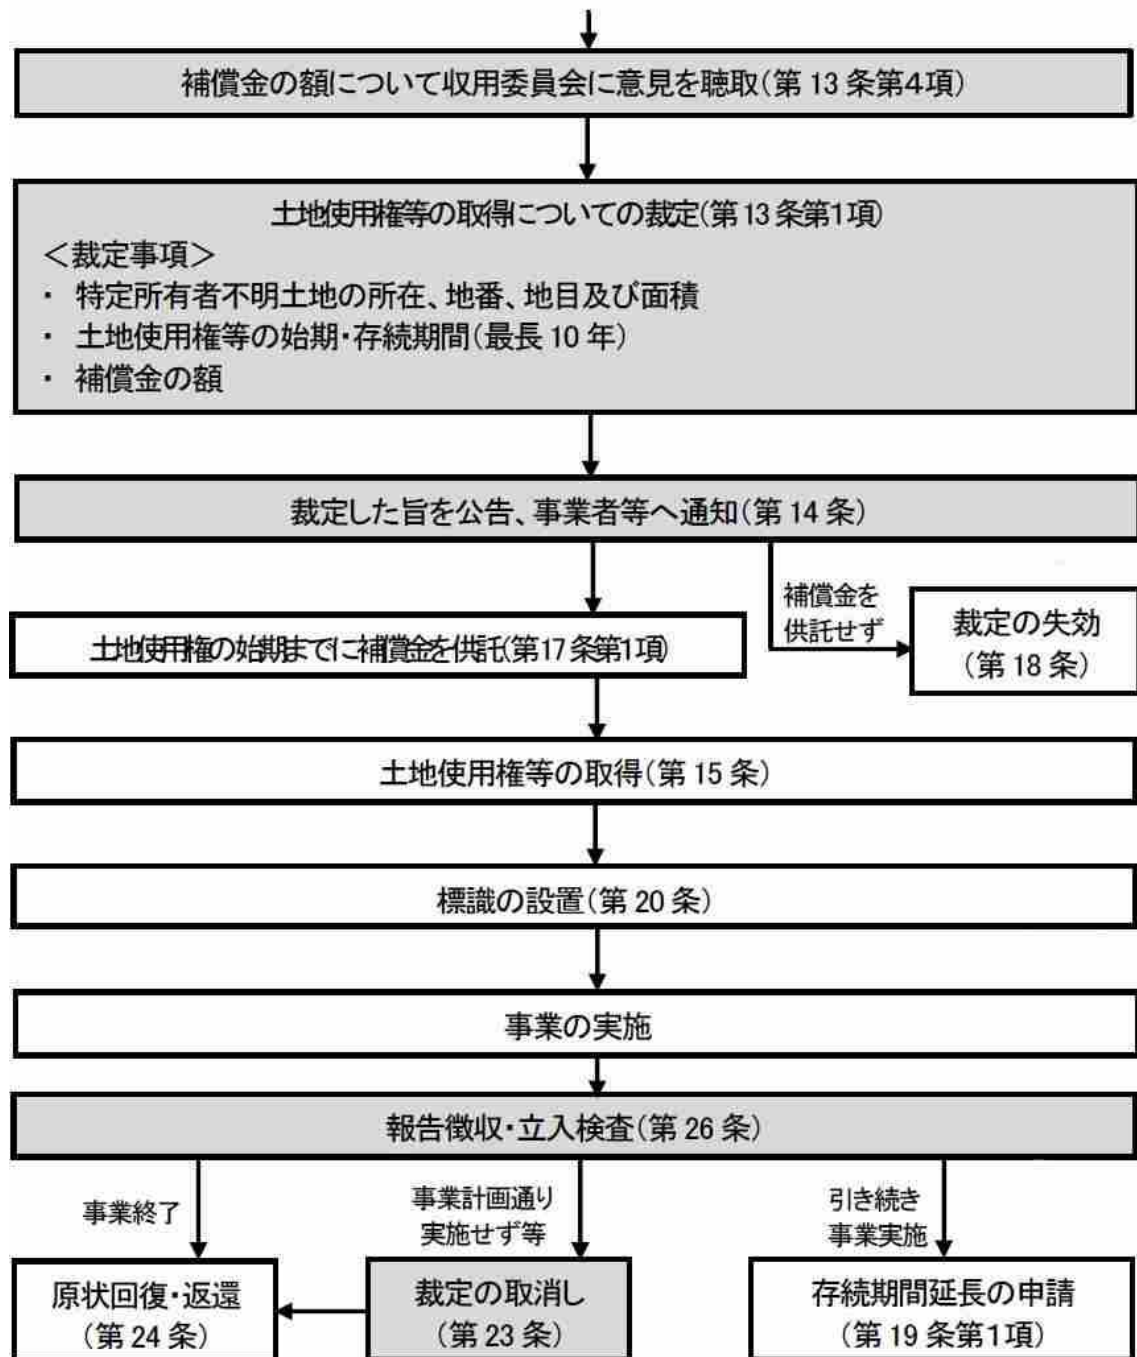 補償金の額について収用委員会に意見を聴取(第13条第4項)
土地使用権等の取得についての裁定(第13条第1項)
＜裁定事項＞
・ 特定所有者不明土地の所在、地番、地目及び面積
・ 土地使用権等の始期・存続期間(最長10年)
・ 補償金の額
裁定した旨を公告、事業者等へ通知(第14条)
補償金を
供託せず
裁定の失効
(第18条)
土地使用権の始期までに補償金を供託(第17条第1項)
土地使用権等の取得(第15条)
標識の設置(第20条)
事業の実施
報告徴収・立入検査(第26条)
事業終了
事業計画通り
実施せず等
引き続き
事業実施
原状回復・返還
(第24条)
裁定の取消し
(第23条)
存続期間延長の申請
(第19条第1項)